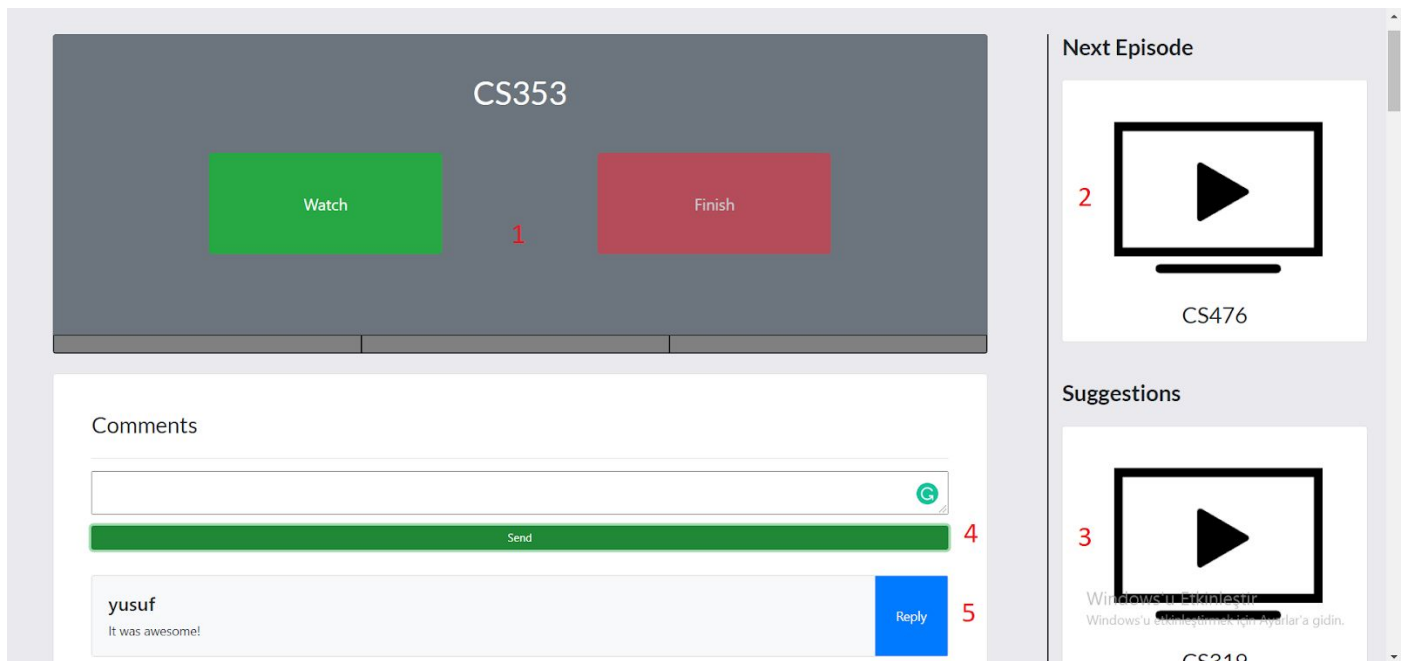 CS353
Watch
Finish
1
Comments
Send
4
yusuf
It was awesome!
Reply
5
Next Episode
2
CS476
Suggestions
3
Windows'u Etkinleştir
Windows'u etkinleştirmek için Ayarlar'a gidin.
CS319